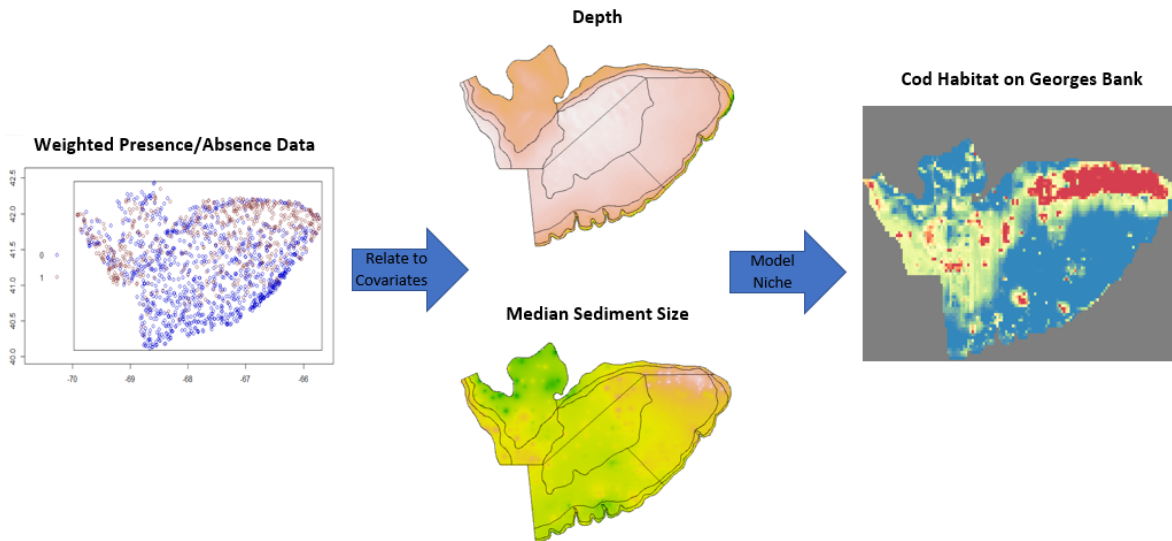 Depth
Cod Habitat on Georges Bank
Weighted Presence/Absence Data
42.5
42.0
41.5
41.0
40.5
40.0
0
1
-70
-69
-68
-67
-66
Relate to
Covariates
Model
Niche
Median Sediment Size